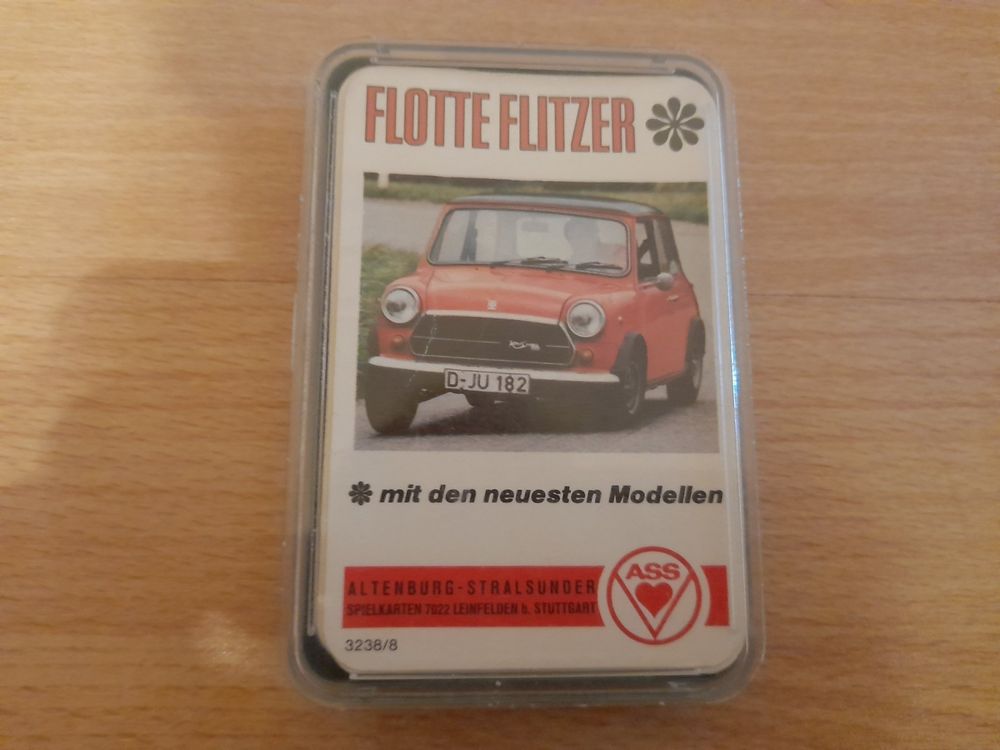 FLOTTE FLITZER
D-JU 182
mit den neuesten Modellen
ALTENBURG-STRALSUNDER
SPIELKARTEN 7022 LEINFELDEN b. STUTTGART
ASS
3238/8